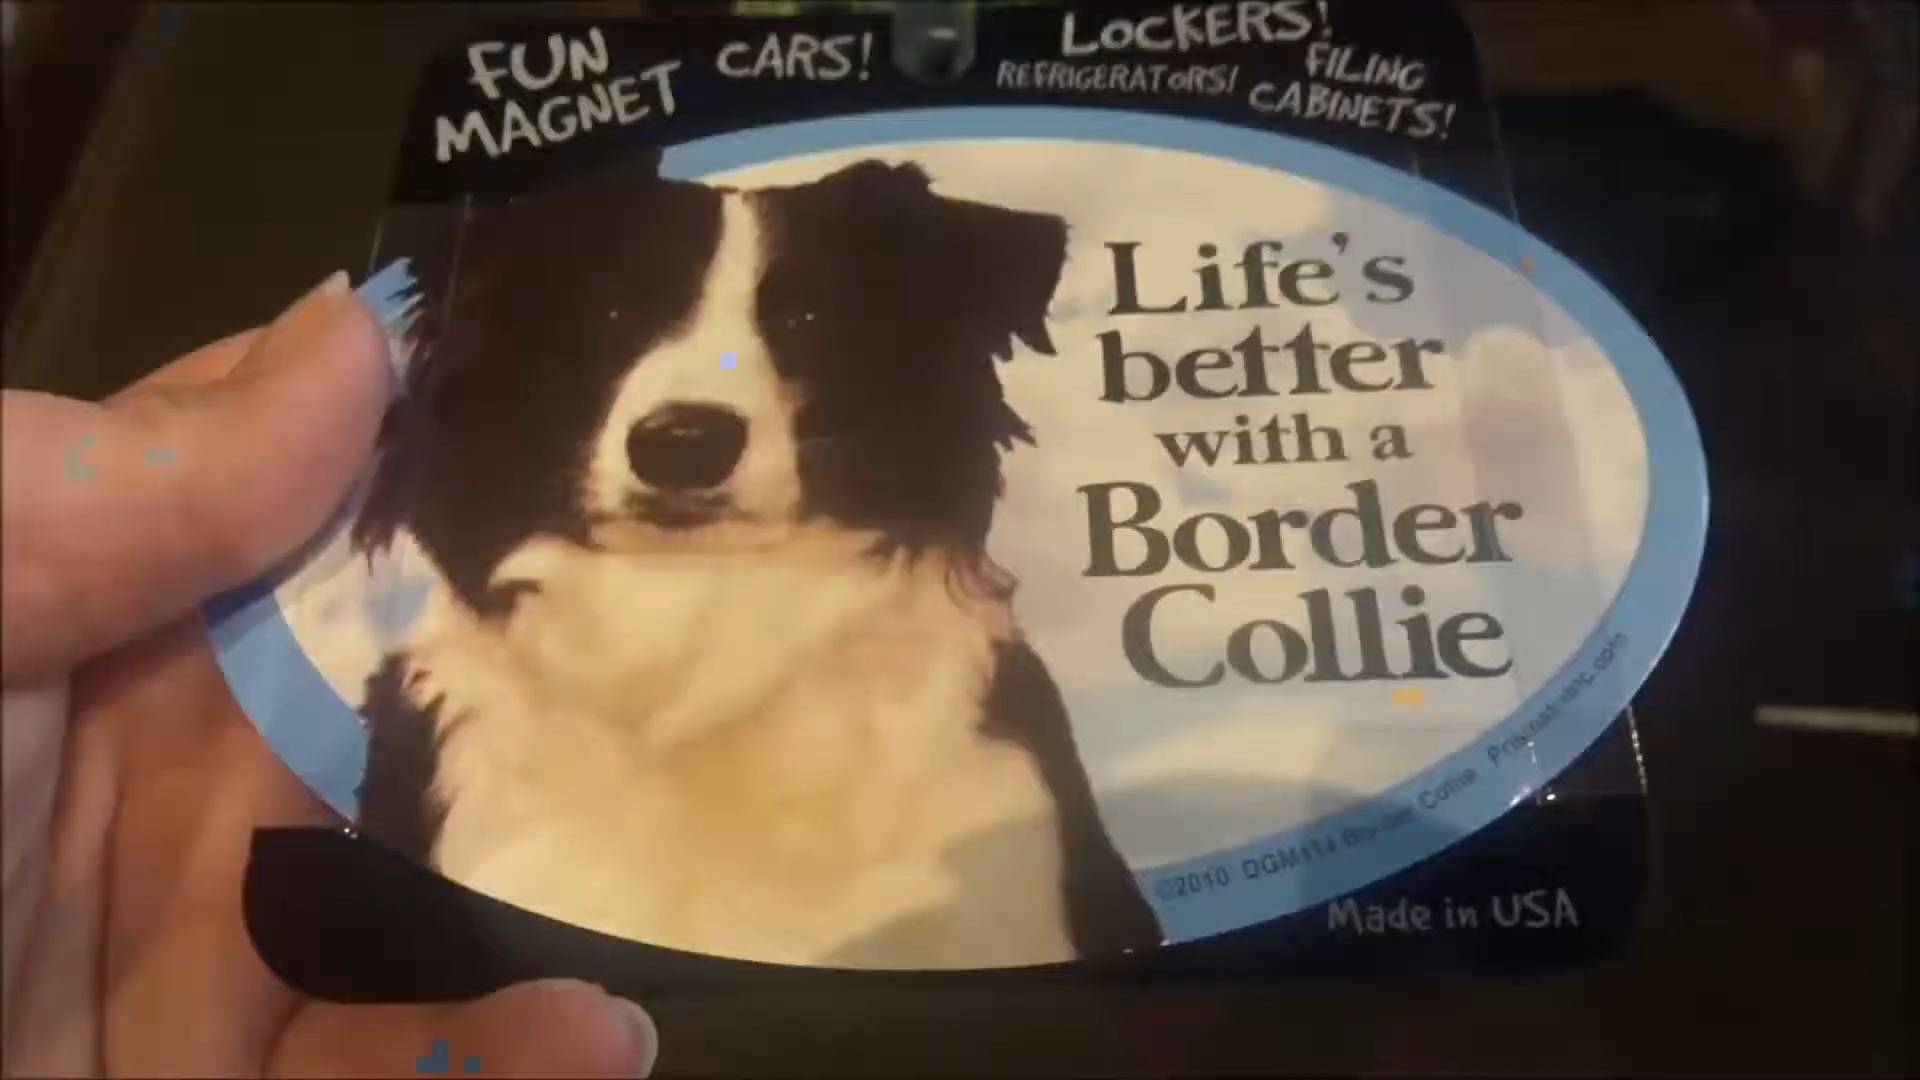 FUN
MAGNET
CARS!
LOCKERS!
REFRIGERATORS!
FILING
CABINETS!
Life's
better
with a
Border
Collie
©2010 DGM114 Border Collie
Made in USA